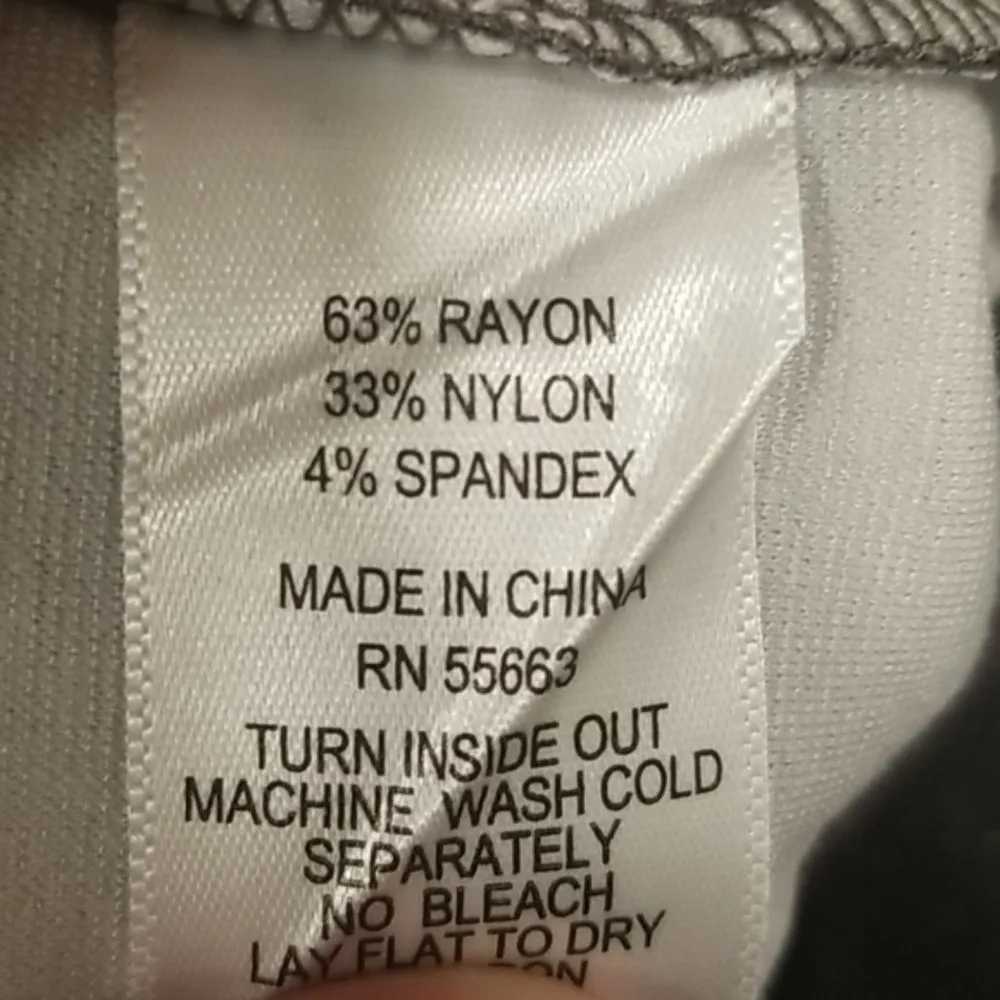 63% RAYON
33% NYLON
4% SPANDEX
MADE IN CHINA
RN 55663
TURN INSIDE OUT
MACHINE WASH COLD
SEPARATELY
NO BLEACH
LAY FLAT TO DRY